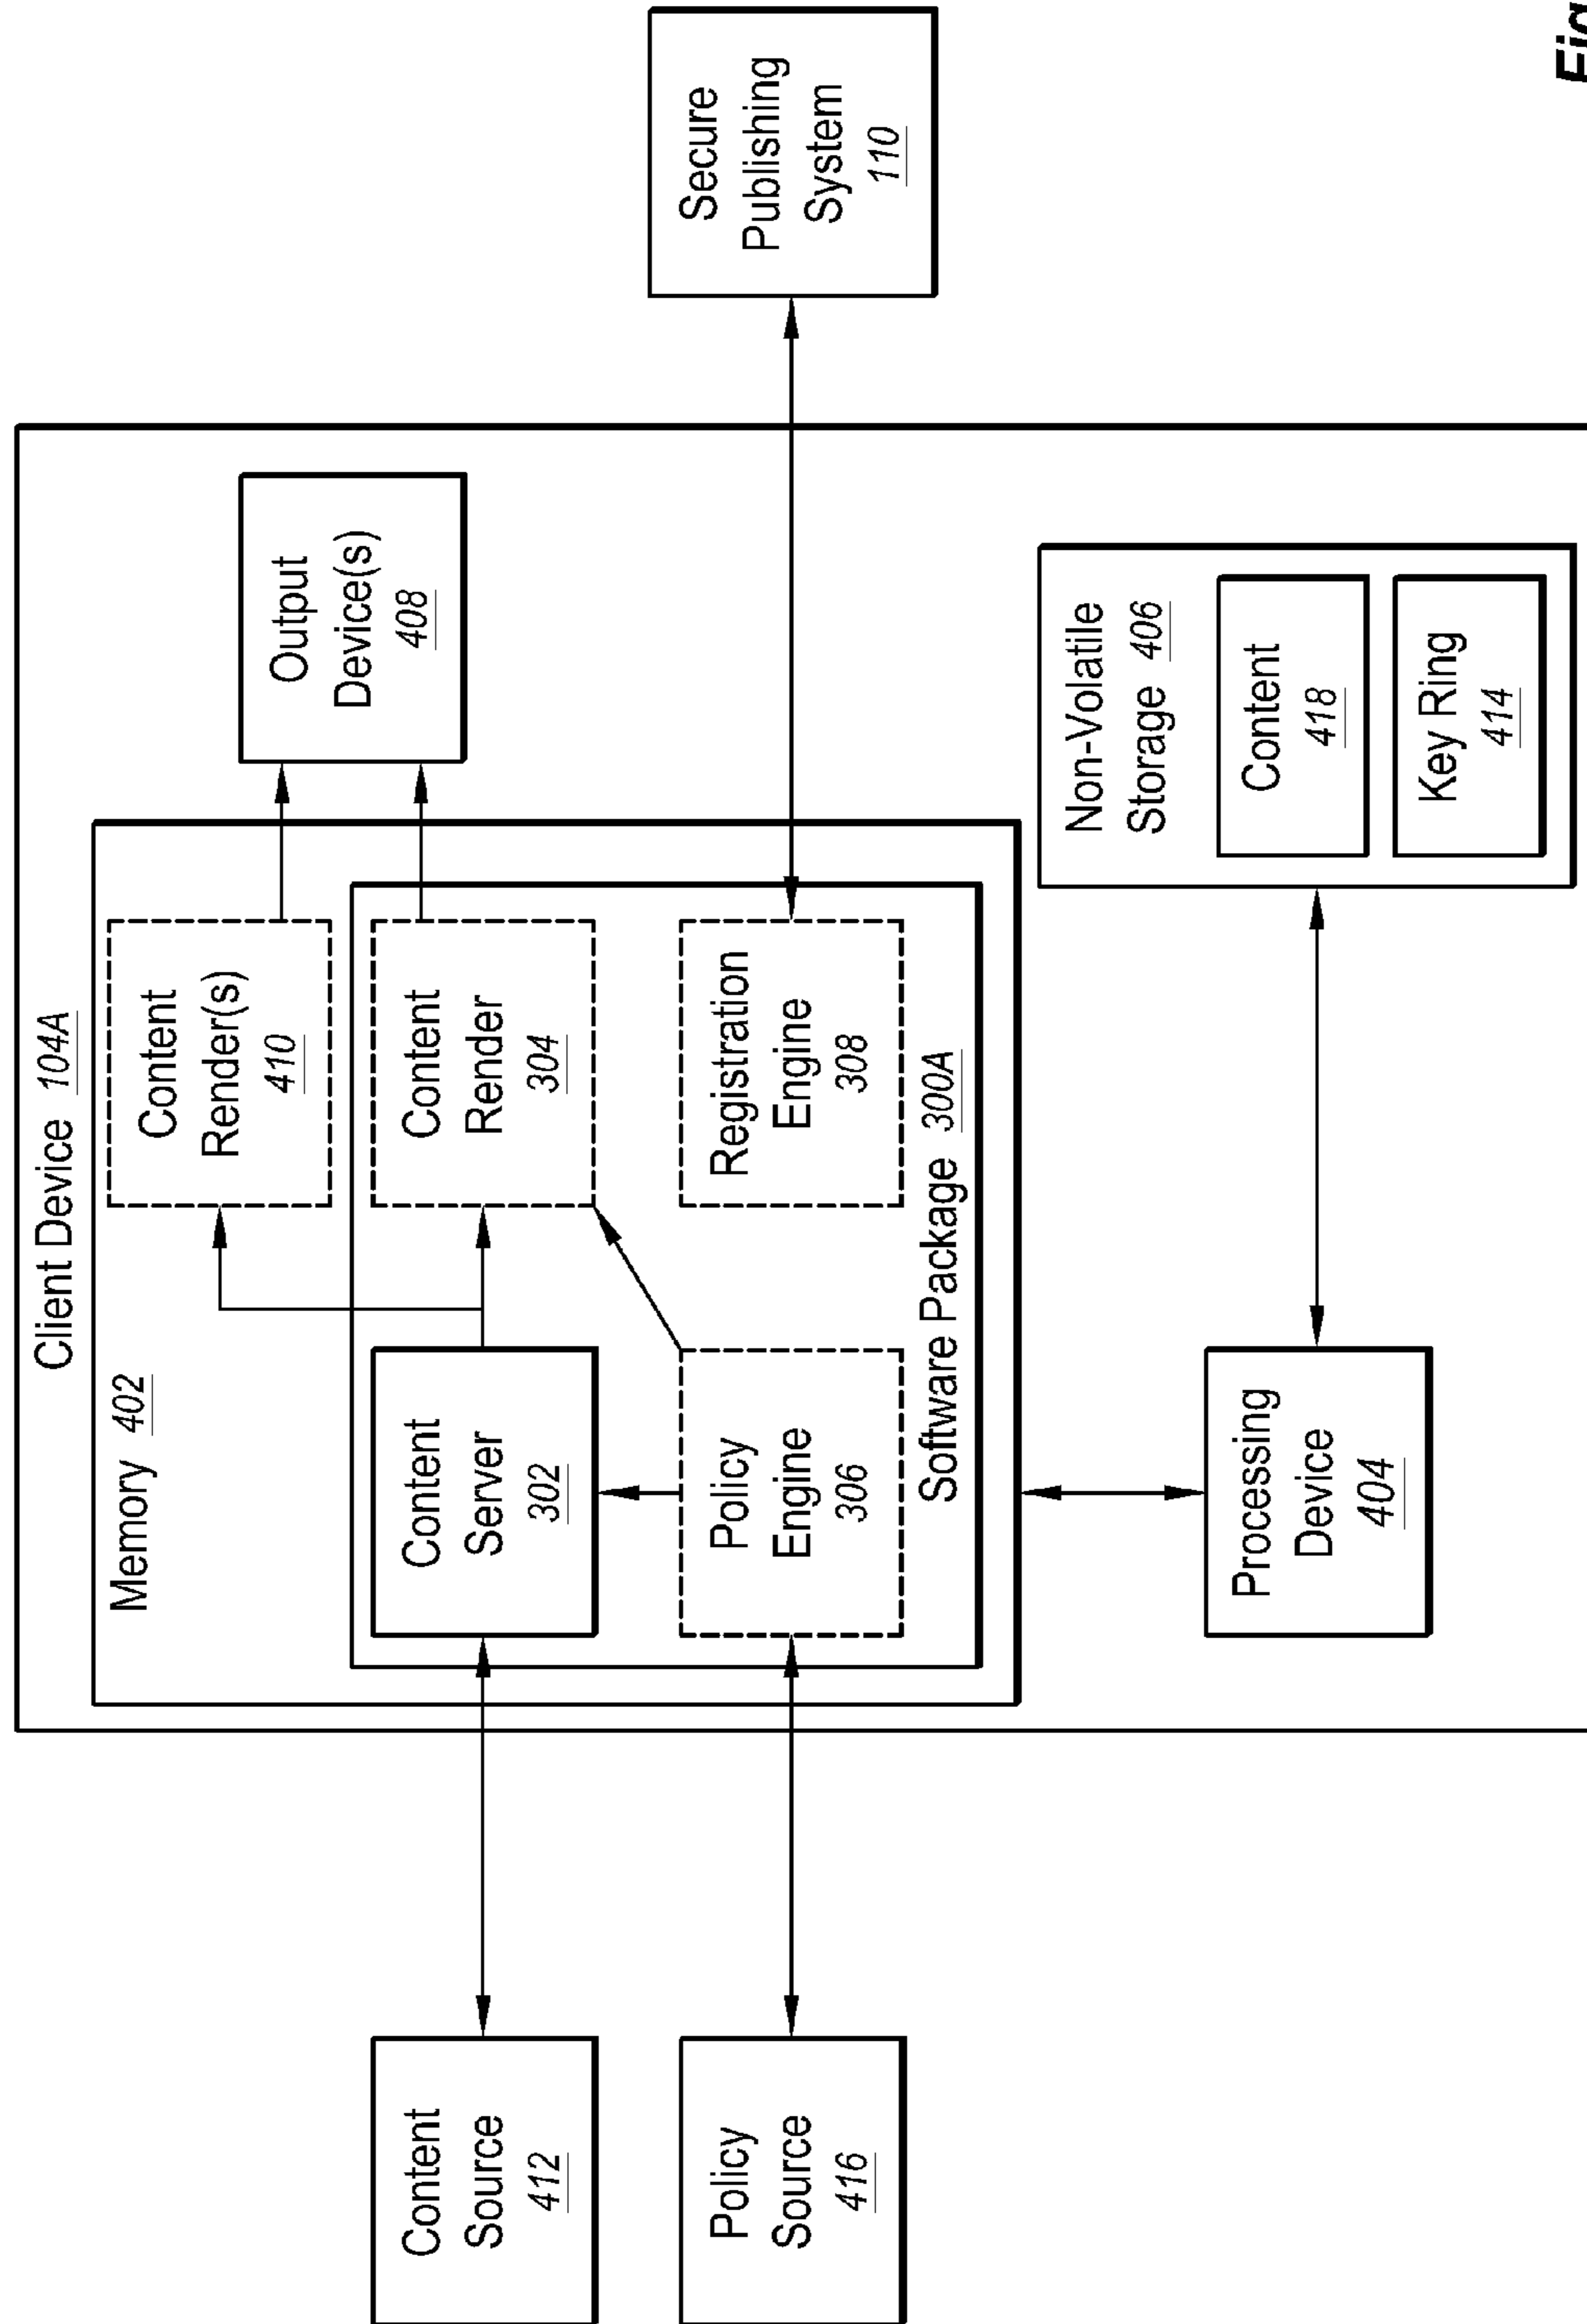 Client Device 104A
Memory 402
Content
Render(s)
410
Output
Device(s)
408
Content
Source
412
Content
Server
302
Content
Render
304
Secure
Publishing
System
110
Policy
Source
416
Policy
Engine
306
Registration
Engine
308
Software Package 300A
Processing
Device
404
Non-Volatile
Storage 406
Content
418
Key Ring
414
Fig